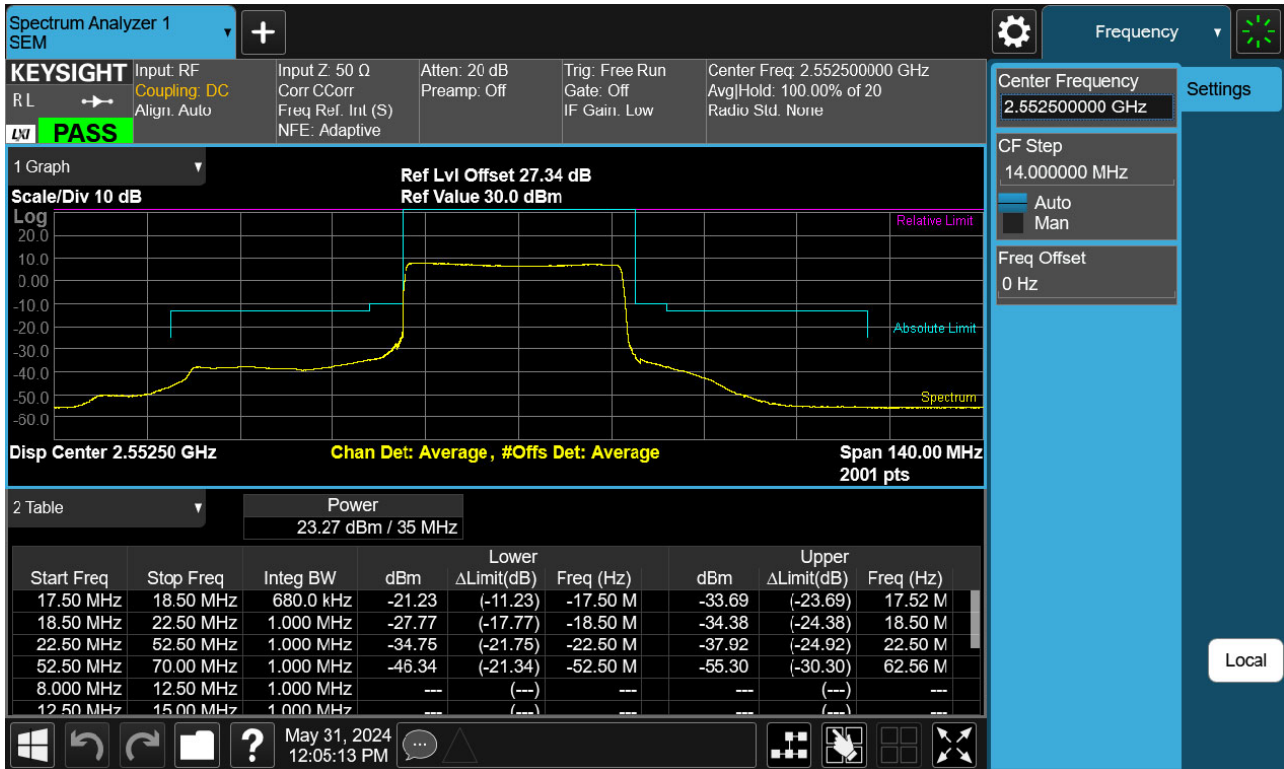 Spectrum Analyzer 1
SEM
+
Frequency
KEYSIGHT
RL
LXI PASS
Input: RF
Coupling: DC
Align: Auto
Input Z: 50 Ω
Corr CCorr
Freq Ref: Int (S)
NFE: Adaptive
Atten: 20 dB
Preamp: Off
Trig: Free Run
Gate: Off
IF Gain: Low
Center Freq: 2.552500000 GHz
Avg|Hold: 100.00% of 20
Radio Std: None
Center Frequency
2.552500000 GHz
Settings
CF Step
14.000000 MHz
Auto
Man
Freq Offset
0 Hz
Local
1 Graph
Scale/Div 10 dB
Ref Lvl Offset 27.34 dB
Ref Value 30.0 dBm
Log
20.0
10.0
0.00
-10.0
-20.0
-30.0
-40.0
-50.0
-60.0
Relative Limit
Absolute Limit
Spectrum
Disp Center 2.55250 GHz
Chan Det: Average , #Offs Det: Average
Span 140.00 MHz
2001 pts
2 Table
Power
23.27 dBm / 35 MHz
Lower Upper
Start Freq Stop Freq Integ BW dBm ΔLimit(dB) Freq (Hz) dBm ΔLimit(dB) Freq (Hz)
17.50 MHz 18.50 MHz 680.0 kHz -21.23 (-11.23) -17.50 M -33.69 (-23.69) 17.52 M
18.50 MHz 22.50 MHz 1.000 MHz -27.77 (-17.77) -18.50 M -34.38 (-24.38) 18.50 M
22.50 MHz 52.50 MHz 1.000 MHz -34.75 (-21.75) -22.50 M -37.92 (-24.92) 22.50 M
52.50 MHz 70.00 MHz 1.000 MHz -46.34 (-21.34) -52.50 M -55.30 (-30.30) 62.56 M
8.000 MHz 12.50 MHz 1.000 MHz --- (---) --- --- (---) ---
12.50 MHz 15.00 MHz 1.000 MHz --- (---) --- --- (---) ---
?
May 31, 2024
12:05:13 PM